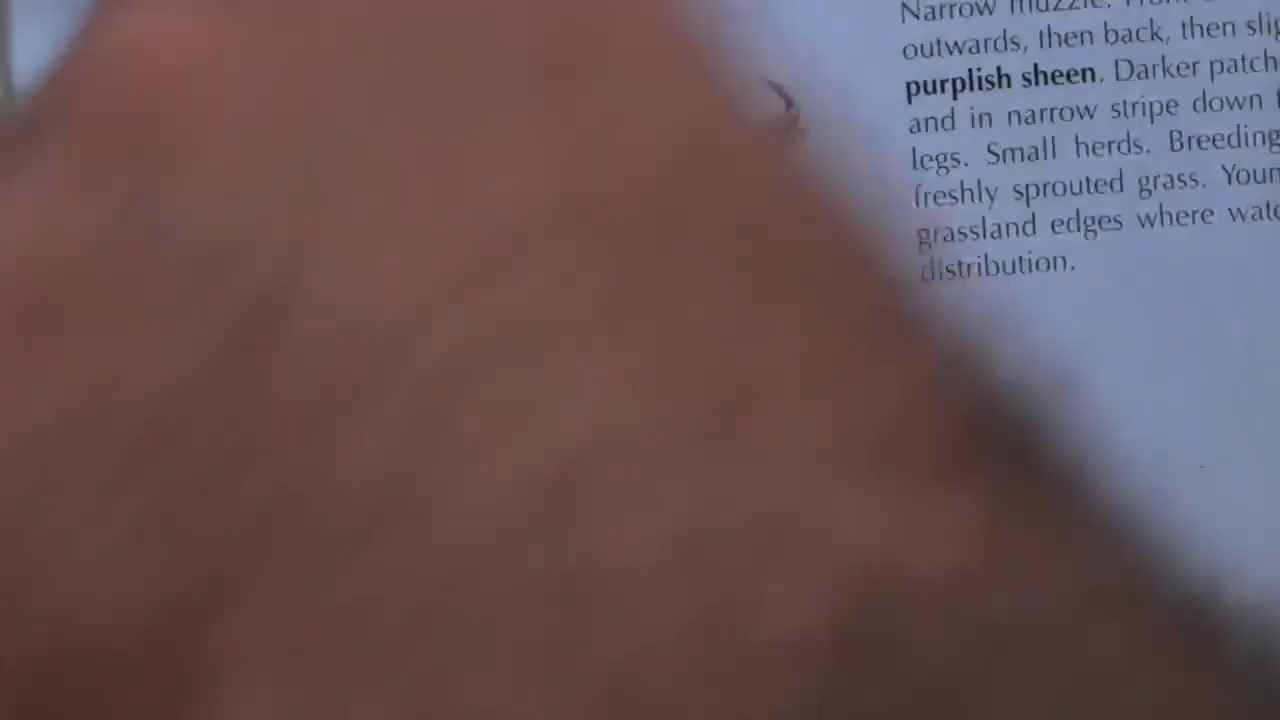 Narrow muzzle.
outwards, then back, then
purplish sheen. Darker
and in narrow stripe down
legs. Small herds. Breeding
freshly sprouted grass.
grassland edges where
distribution.